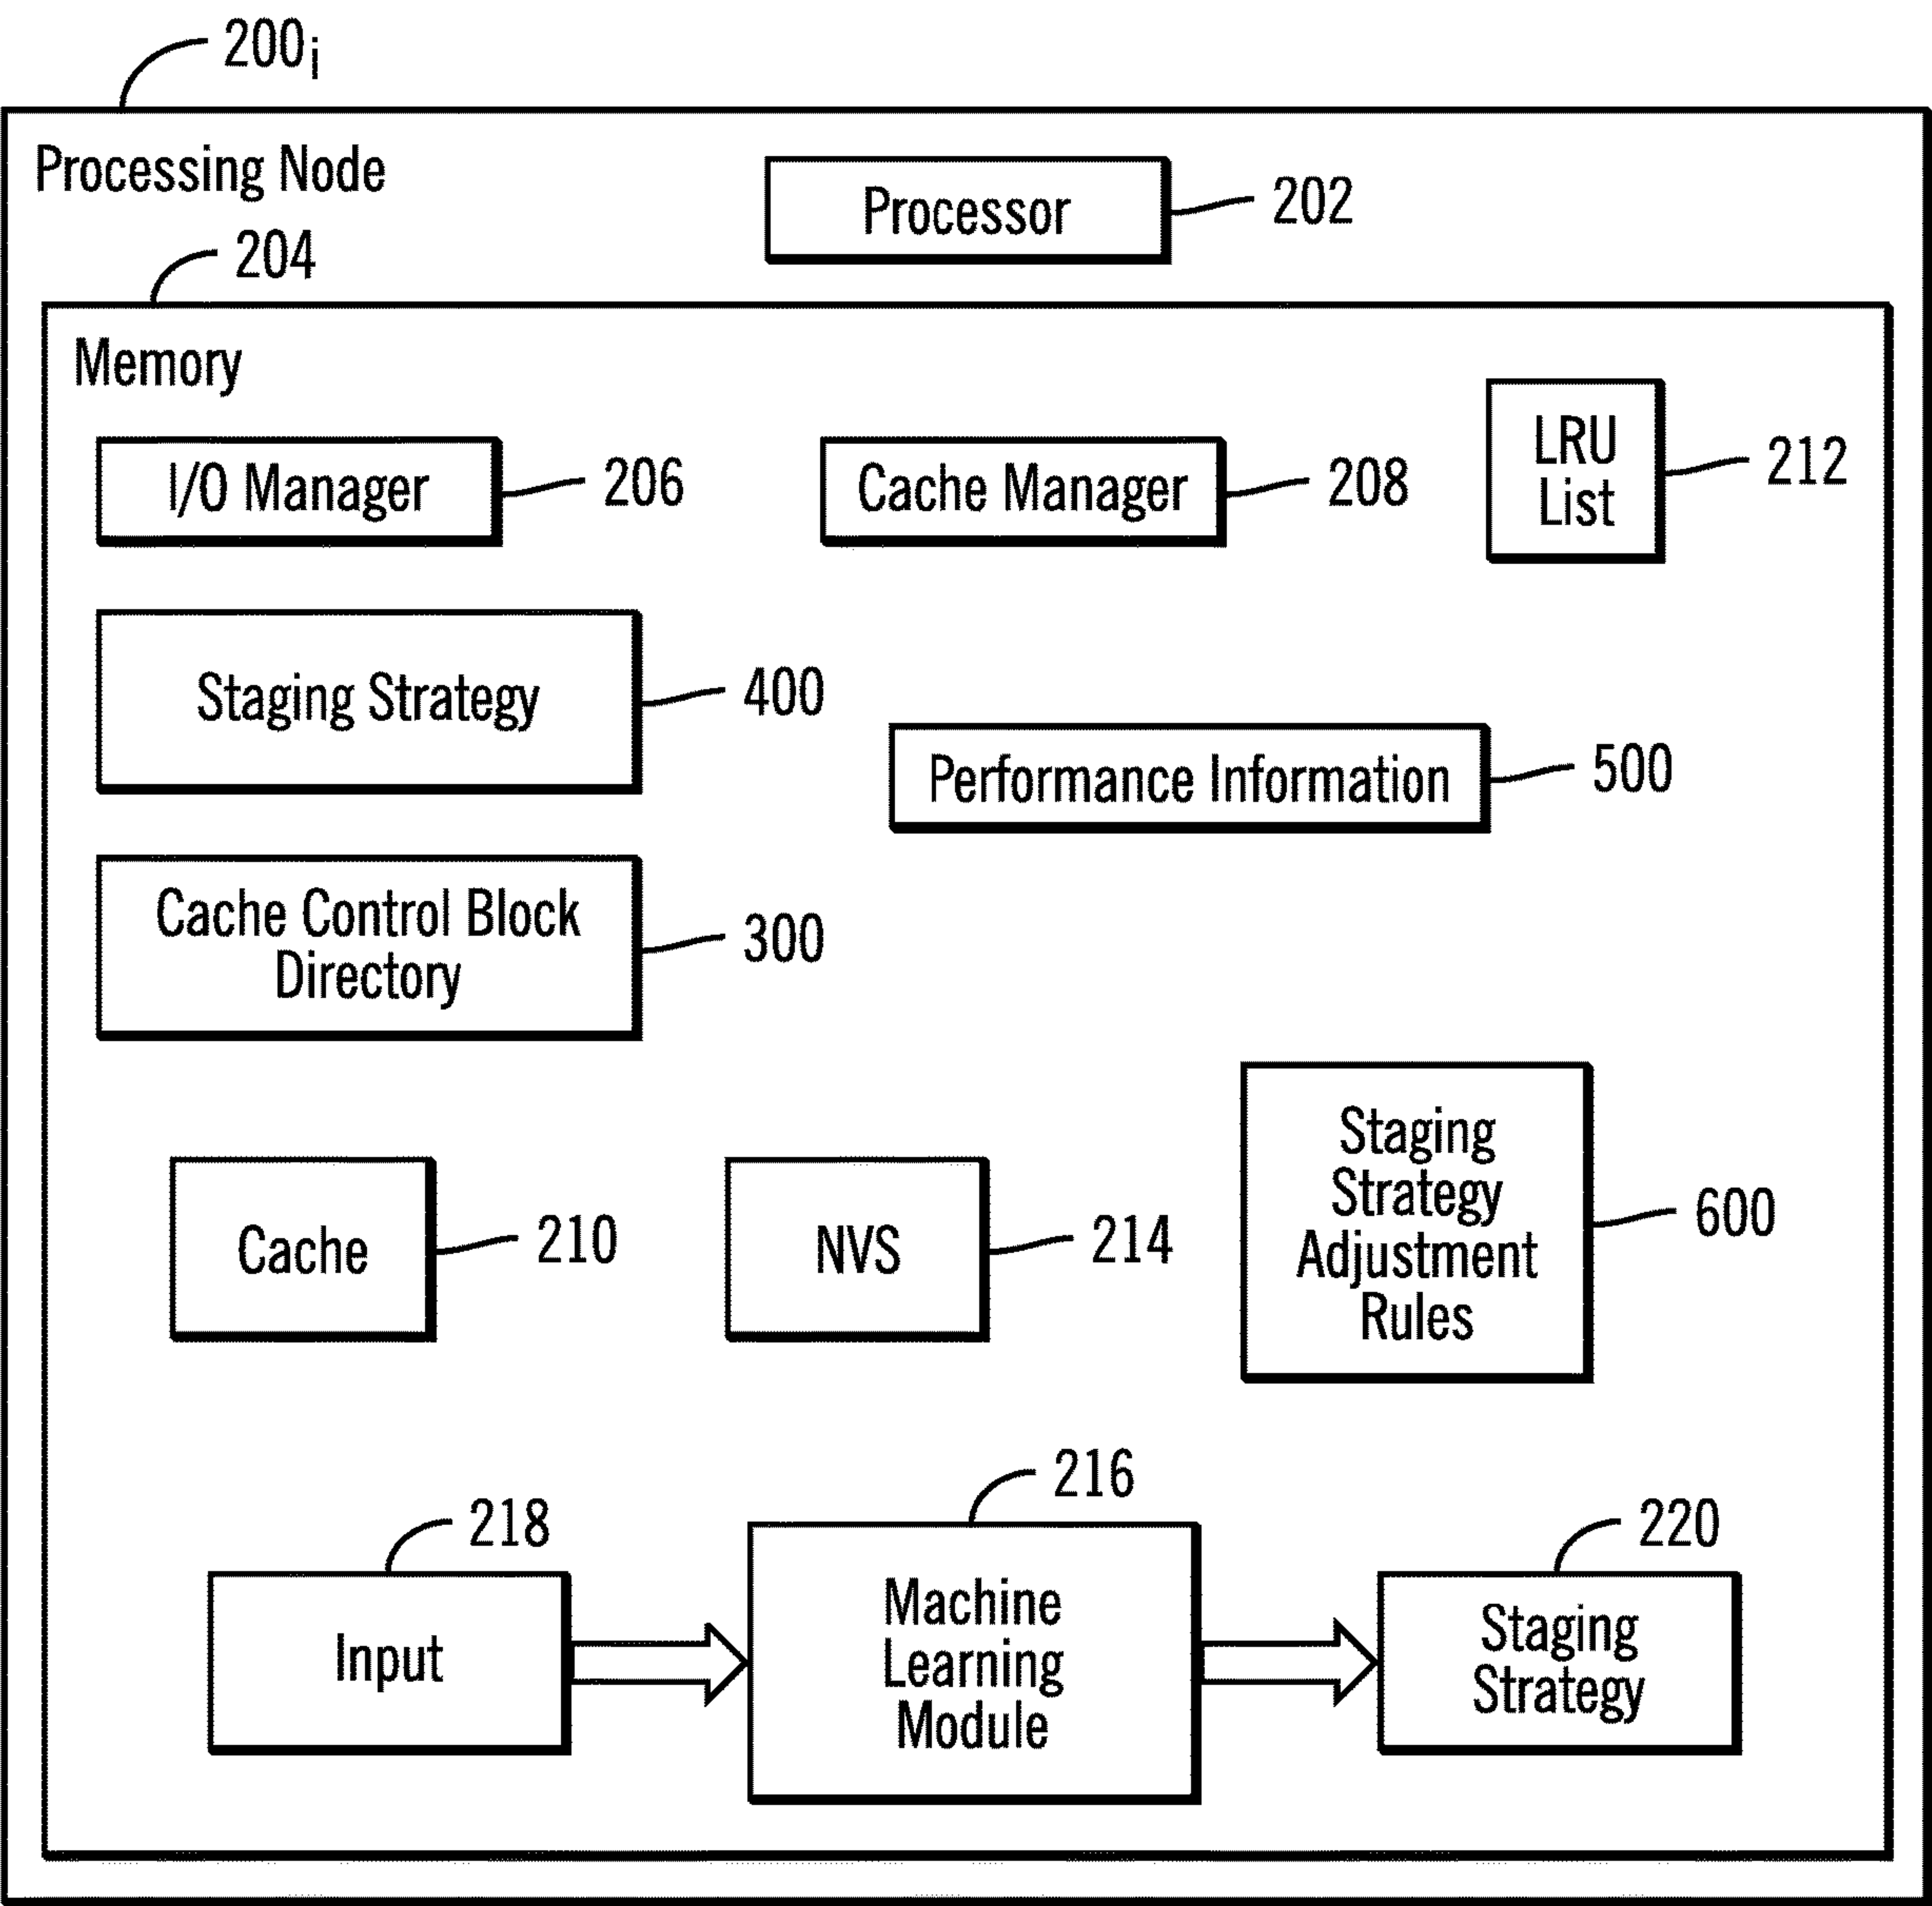 200i
Processing Node
Processor
202
204
Memory
I/O Manager
206
Cache Manager
208
LRU
List
212
Staging Strategy
400
Performance Information
500
Cache Control Block
Directory
300
Cache
210
NVS
214
Staging
Strategy
Adjustment
Rules
600
218
Input
216
Machine
Learning
Module
220
Staging
Strategy